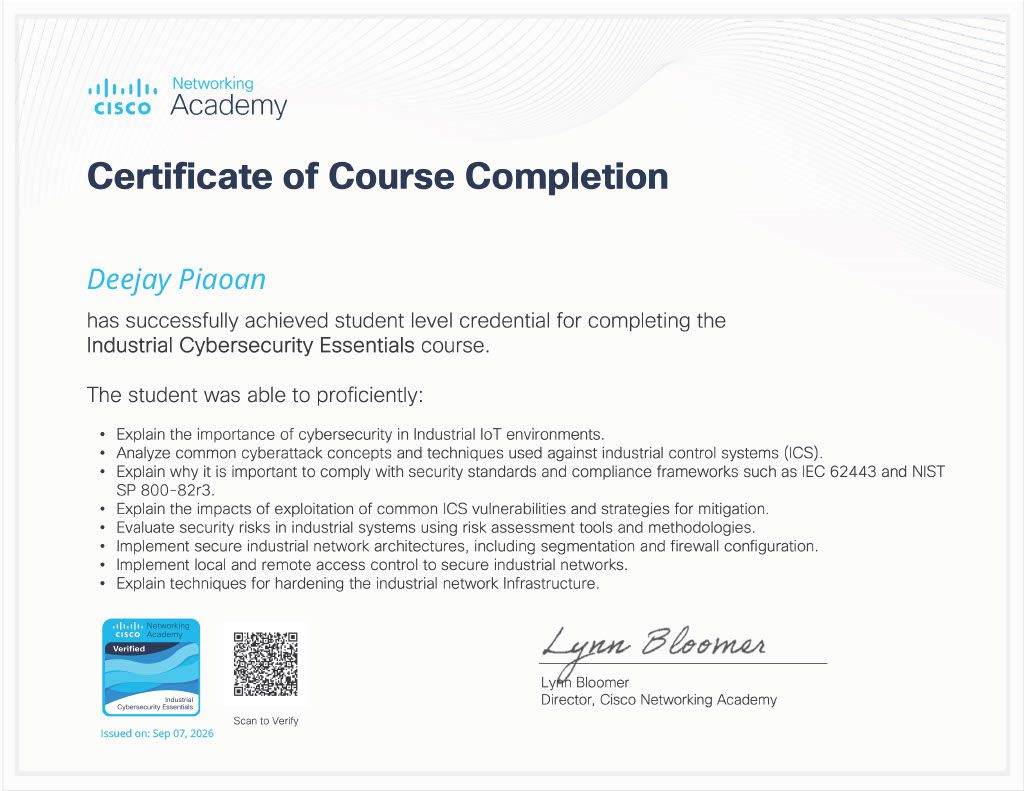 Networking
CISCO Academy
Certificate of Course Completion
Deejay Piaoan
has successfully achieved student level credential for completing the
Industrial Cybersecurity Essentials course.
The student was able to proficiently:
• Explain the importance of cybersecurity in Industrial IoT environments.
• Analyze common cyberattack concepts and techniques used against industrial control systems (ICS).
• Explain why it is important to comply with security standards and compliance frameworks such as IEC 62443 and NIST
SP 800-82r3.
• Explain the impacts of exploitation of common ICS vulnerabilities and strategies for mitigation.
• Evaluate security risks in industrial systems using risk assessment tools and methodologies.
• Implement secure industrial network architectures, including segmentation and firewall configuration.
• Implement local and remote access control to secure industrial networks.
• Explain techniques for hardening the industrial network Infrastructure.
Networking
CISCO Academy
Verified
Industrial
Cybersecurity Essentials
Issued on: Sep 07, 2026
Scan to Verify
Lynn Bloomer
Lynn Bloomer
Director, Cisco Networking Academy